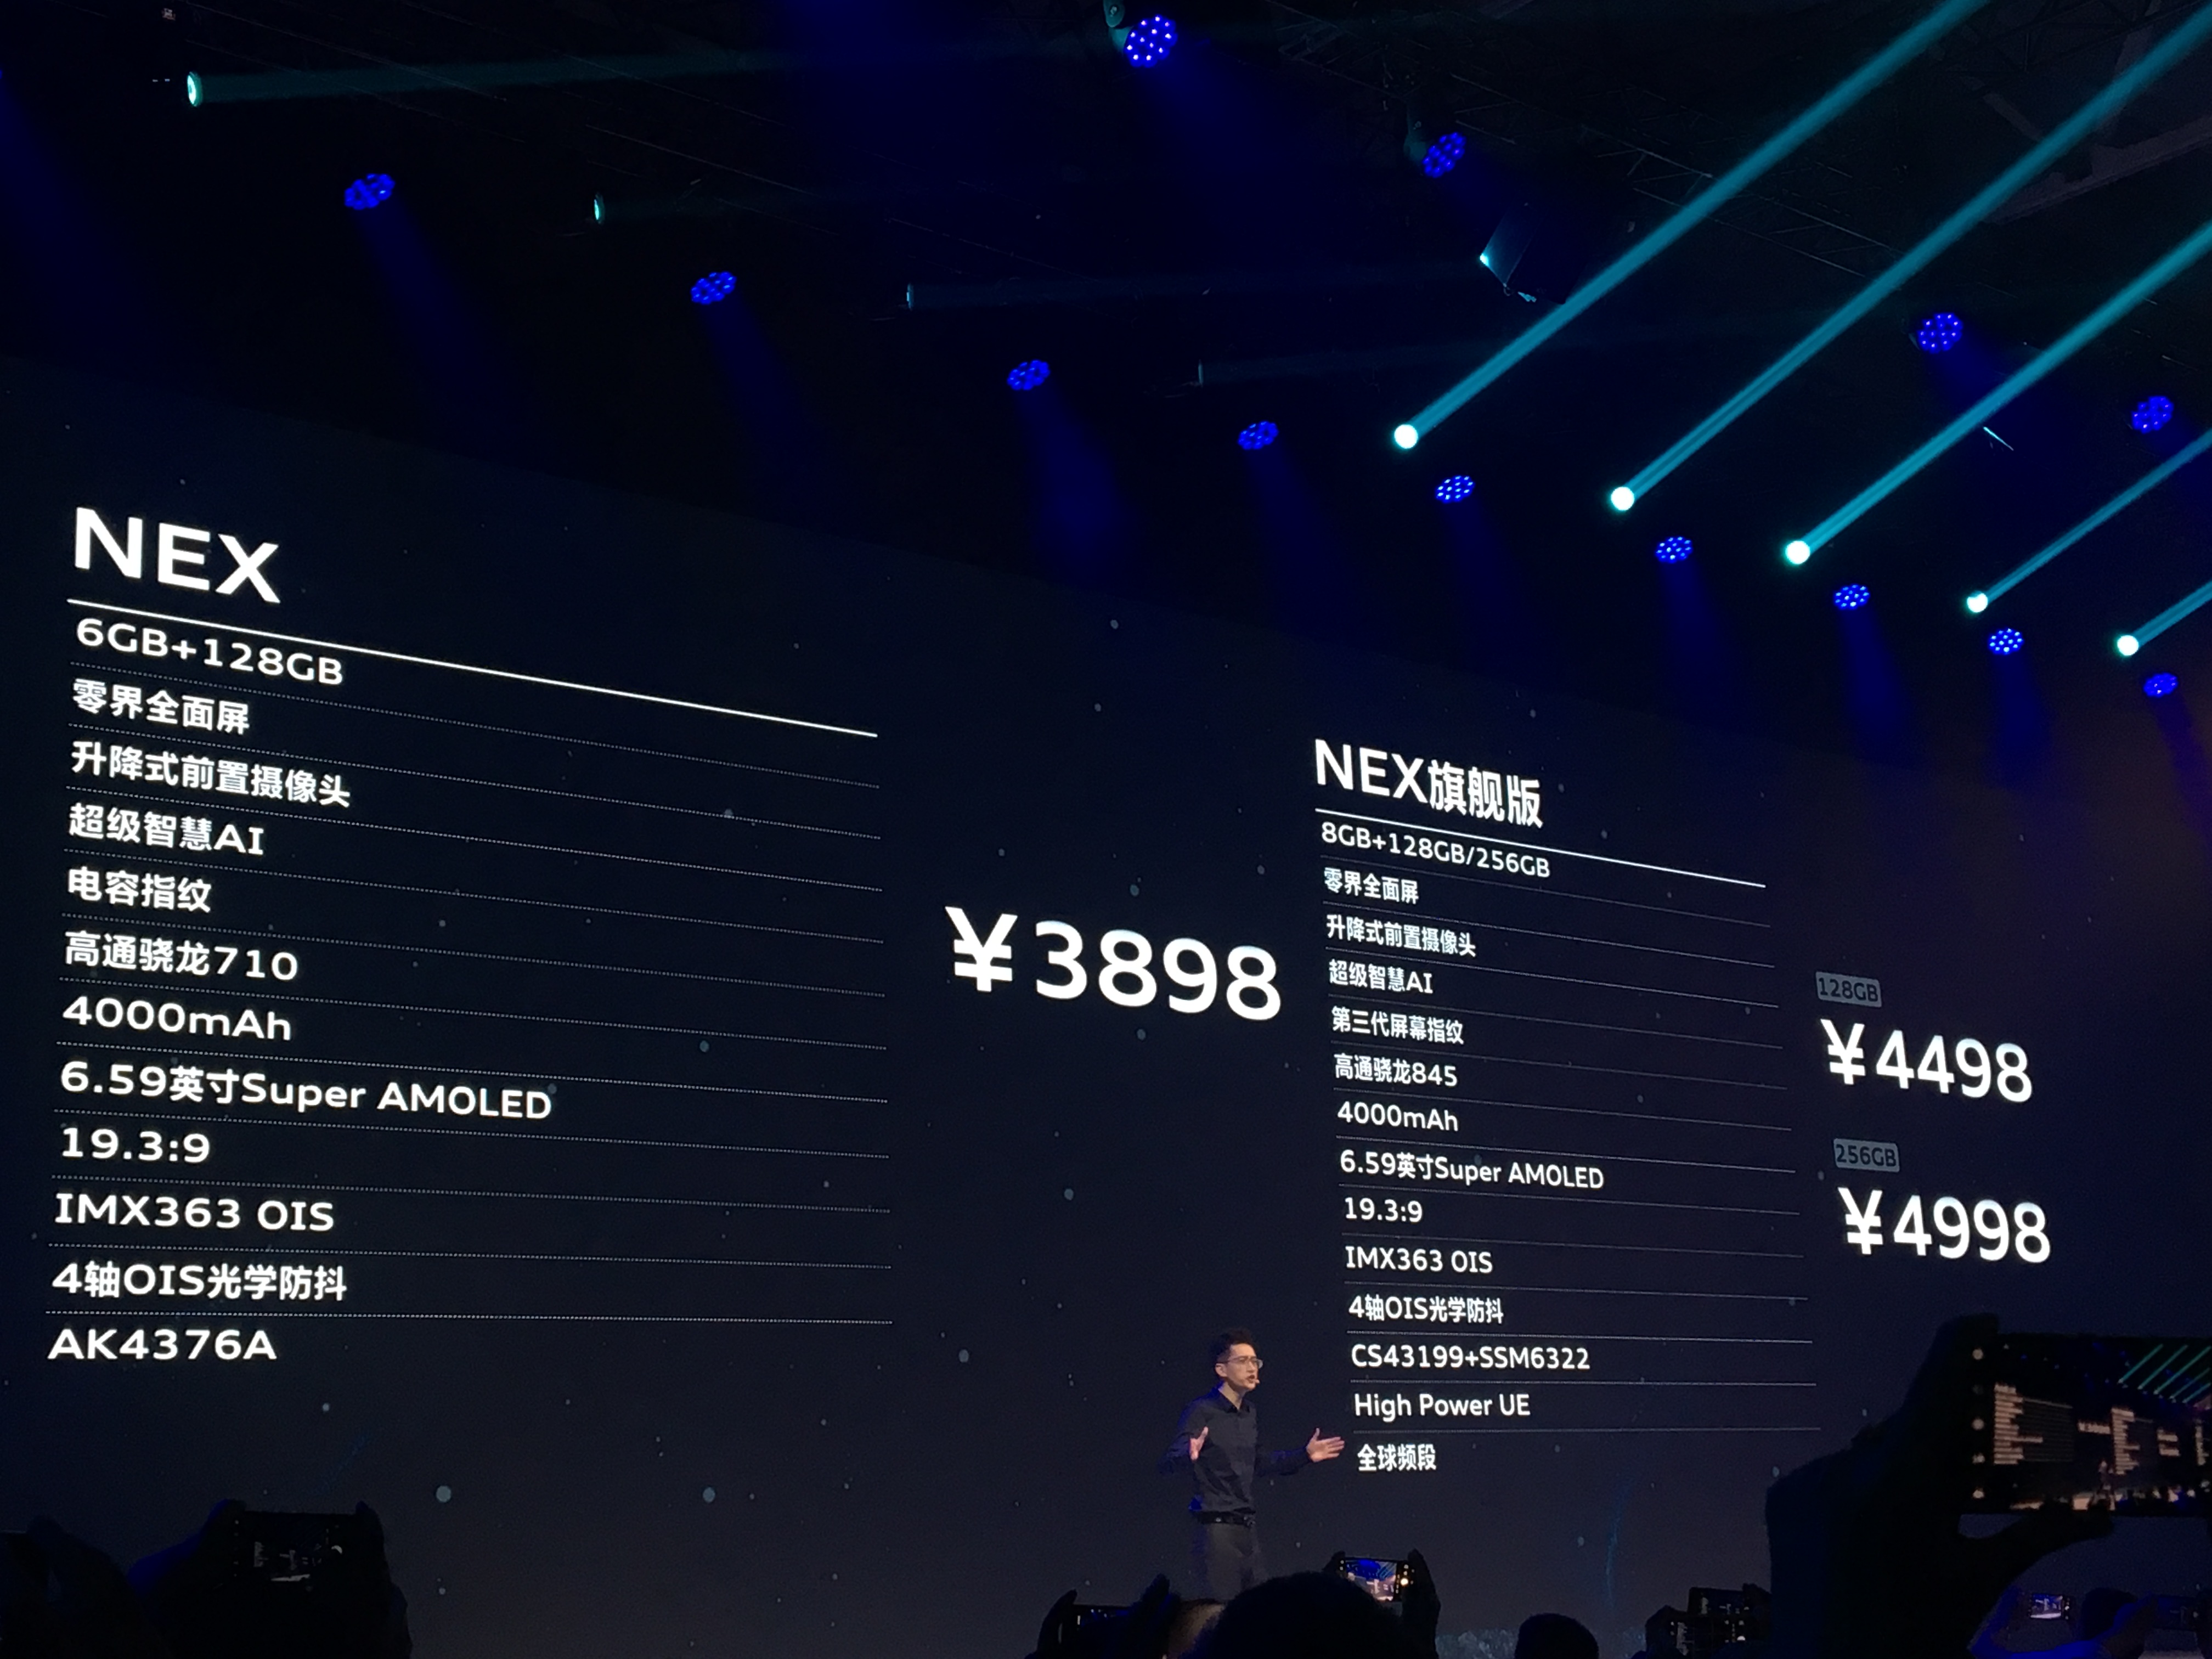 NEX
6GB+128GB
零界全面屏
升降式前置摄像头
超级智慧AI
电容指纹
高通骁龙710
4000mAh
6.59英寸Super AMOLED
19.3:9
IMX363 OIS
4轴OIS光学防抖
AK4376A
¥3898
NEX旗舰版
8GB+128GB/256GB
零界全面屏
升降式前置摄像头
超级智慧AI
第三代屏幕指纹
高通骁龙845
4000mAh
6.59英寸Super AMOLED
19.3:9
IMX363 OIS
4轴OIS光学防抖
CS43199+SSM6322
High Power UE
全球频段
128GB
¥4498
256GB
¥4998